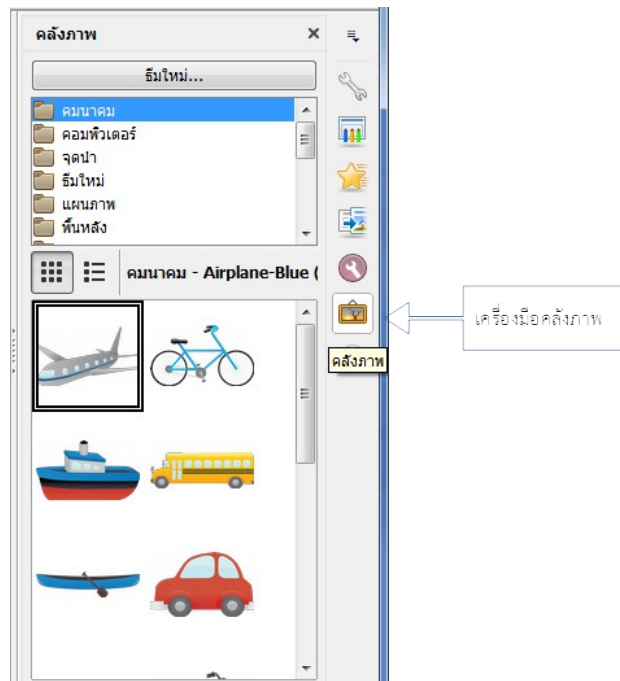 คลังภาพ
ธีมใหม่...
คมนาคม
คอมพิวเตอร์
จุดนำ
ธีมใหม่
แผนภาพ
พื้นหลัง
คมนาคม - Airplane-Blue (
เครื่องมือคลังภาพ
คลังภาพ